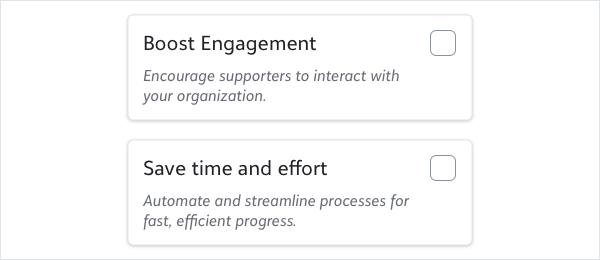 Boost Engagement
Encourage supporters to interact with
your organization.
Save time and effort
Automate and streamline processes for
fast, efficient progress.